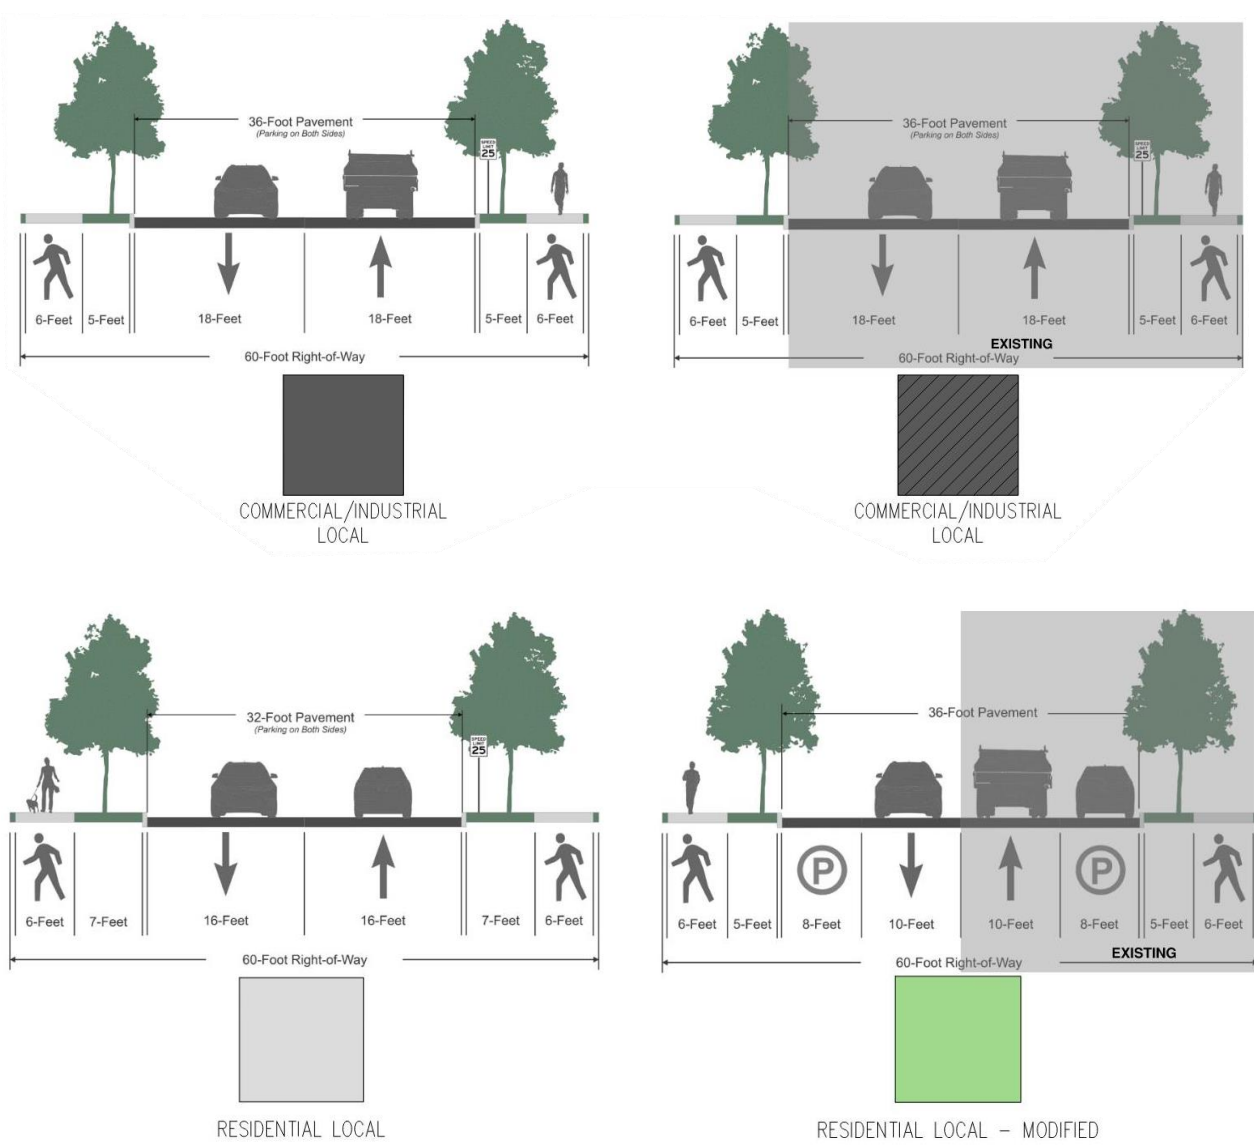 36-Foot Pavement
(Parking on Both Sides)
SPEED
LIMIT
25
6-Feet 5-Feet 18-Feet 18-Feet 5-Feet 6-Feet
60-Foot Right-of-Way
COMMERCIAL/INDUSTRIAL
LOCAL
36-Foot Pavement
(Parking on Both Sides)
SPEED
LIMIT
25
6-Feet 5-Feet 18-Feet 18-Feet 5-Feet 6-Feet
EXISTING
60-Foot Right-of-Way
COMMERCIAL/INDUSTRIAL
LOCAL
32-Foot Pavement
(Parking on Both Sides)
SPEED
LIMIT
25
6-Feet 7-Feet 16-Feet 16-Feet 7-Feet 6-Feet
60-Foot Right-of-Way
RESIDENTIAL LOCAL
36-Foot Pavement
P P
6-Feet 5-Feet 8-Feet 10-Feet 10-Feet 8-Feet 5-Feet 6-Feet
EXISTING
60-Foot Right-of-Way
RESIDENTIAL LOCAL – MODIFIED